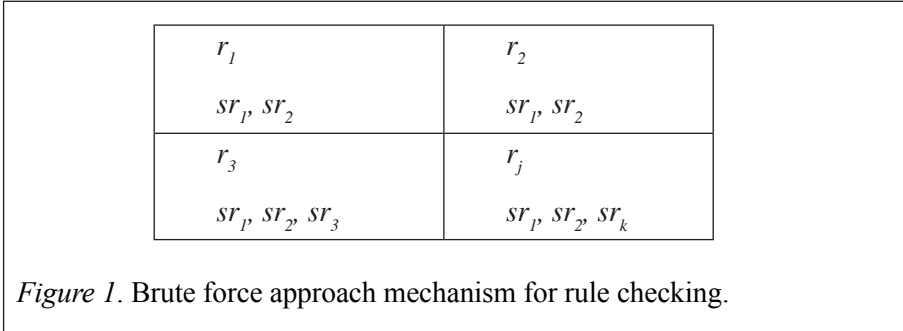 r1 r2
sr1, sr2 sr1, sr2
r3 rj
sr1, sr2, sr3 sr1, sr2, srk
Figure 1. Brute force approach mechanism for rule checking.